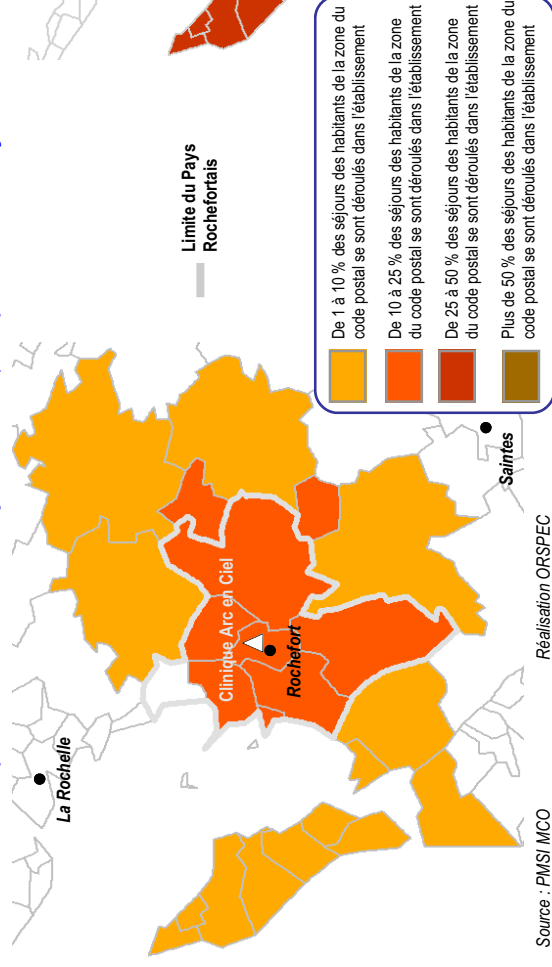 La Rochelle
Clinique Arc en Ciel
Rochefort
Saintes
Limite du Pays
Rochefortais
De 1 à 10 % des séjours des habitants de la zone du
code postal se sont déroulés dans l'établissement
De 10 à 25 % des séjours des habitants de la zone
du code postal se sont déroulés dans l'établissement
De 25 à 50 % des séjours des habitants de la zone
du code postal se sont déroulés dans l'établissement
Plus de 50 % des séjours des habitants de la zone du
code postal se sont déroulés dans l'établissement
Source : PMSI MCO
Réalisation ORSPEC